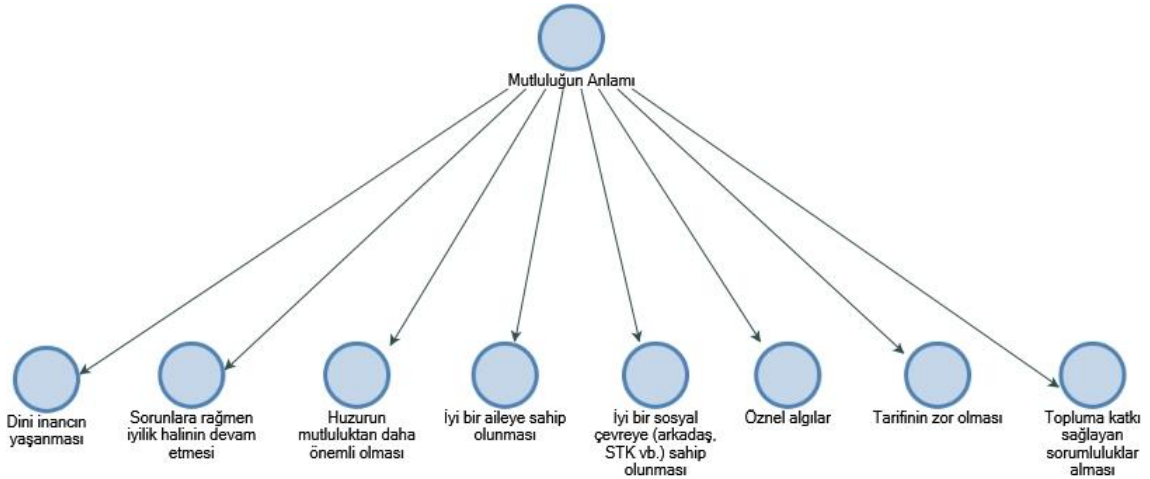 Mutluluğun Anlamı
Dini inancın
yaşanması
Sorunlara rağmen
iyilik halinin devam
etmesi
Huzurun
mutluluktan daha
önemli olması
İyi bir aileye sahip
olunması
İyi bir sosyal
çevreye (arkadaş,
STK vb.) sahip
olunması
Öznel algılar
Tarifinin zor olması
Topluma katkı
sağlayan
sorumluluklar
alması